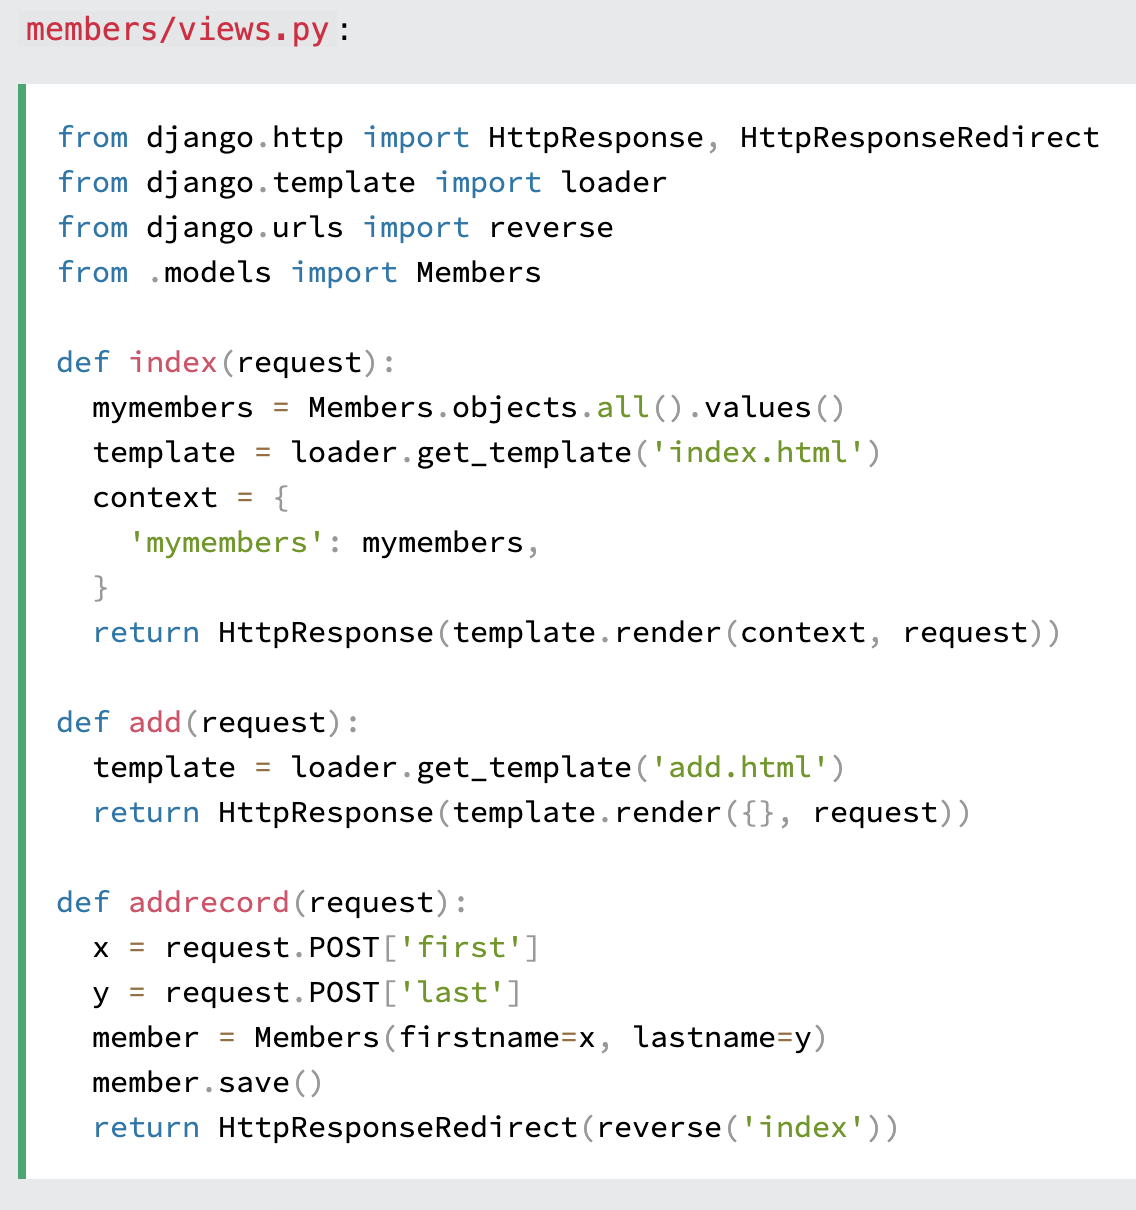 members/views.py:
from django.http import HttpResponse, HttpResponseRedirect
from django.template import loader
from django.urls import reverse
from .models import Members

def index(request):
  mymembers = Members.objects.all().values()
  template = loader.get_template('index.html')
  context = {
    'mymembers': mymembers,
  }
  return HttpResponse(template.render(context, request))

def add(request):
  template = loader.get_template('add.html')
  return HttpResponse(template.render({}, request))

def addrecord(request):
  x = request.POST['first']
  y = request.POST['last']
  member = Members(firstname=x, lastname=y)
  member.save()
  return HttpResponseRedirect(reverse('index'))